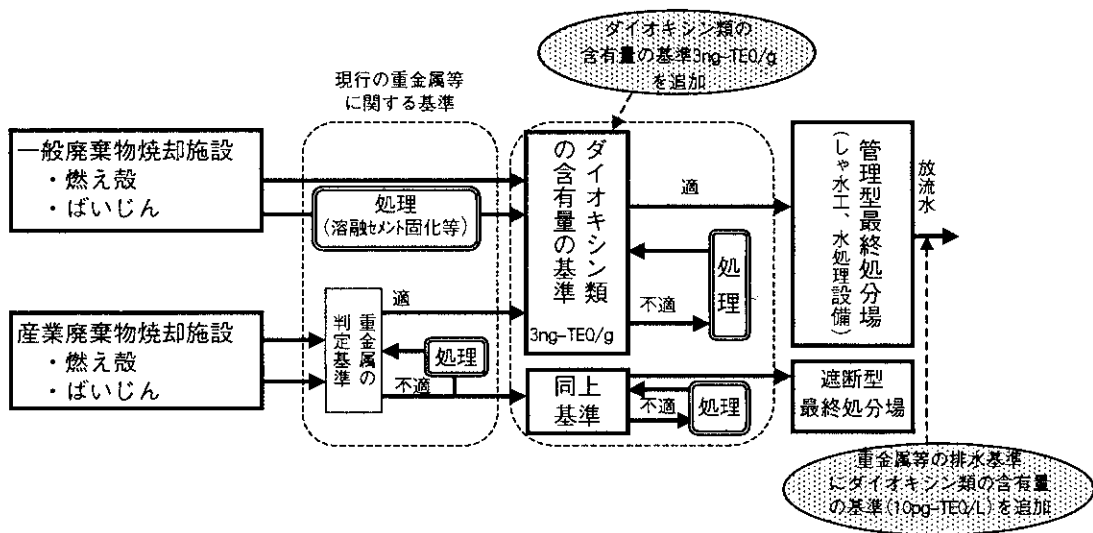 ダイオキシン類の
含有量の基準3ng-TEQ/g
を追加
現行の重金属等
に関する基準
一般廃棄物焼却施設
・燃え殻
・ばいじん
処理
(溶融セメント固化等)
ダイオキシン類
の含有量の基準
3ng-TEQ/g
適
処理
不適
管理型最終処分場
(しゃ水工、水処理設備)
放流水
産業廃棄物焼却施設
・燃え殻
・ばいじん
重金属の
判定基準
適
処理
不適
同上
基準
不適
処理
遮断型
最終処分場
重金属等の排水基準
にダイオキシン類の含有量
の基準(10pg-TEQ/L)を追加